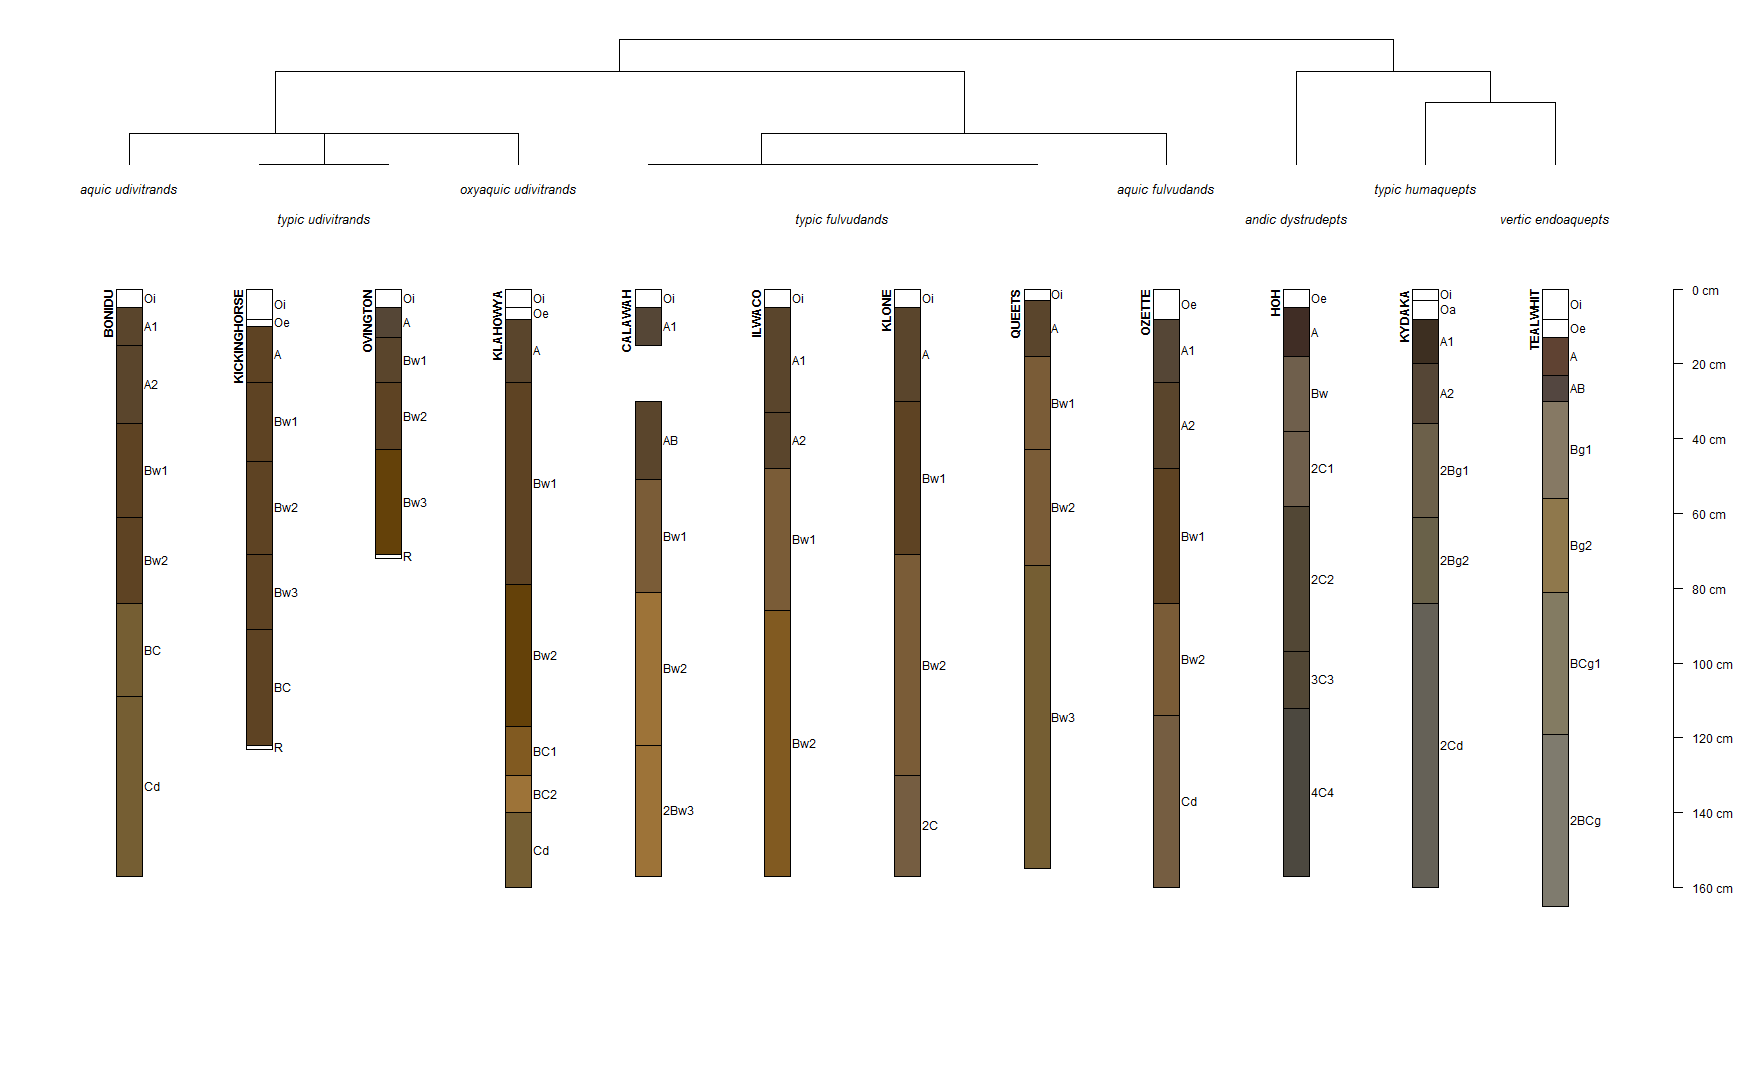 aquic udivitrands
oxyaquic udivitrands
aquic fulvudands
typic humaquepts
typic udivitrands
typic fulvudands
andic dystrudepts
vertic endoaquepts
BONIDU
Oi
A1
A2
Bw1
Bw2
BC
Cd
KICKINGHORSE
Oi
Oe
A
Bw1
Bw2
Bw3
BC
R
OVINGTON
Oi
A
Bw1
Bw2
Bw3
R
KLAHOWYA
Oi
Oe
A
Bw1
Bw2
BC1
BC2
Cd
CALAWAH
Oi
A1
AB
Bw1
Bw2
2Bw3
ILWACO
Oi
A1
A2
Bw1
Bw2
KLONE
Oi
A
Bw1
Bw2
2C
QUEETS
Oi
A
Bw1
Bw2
Bw3
OZETTE
Oe
A1
A2
Bw1
Bw2
Cd
HOH
Oe
A
Bw
2C1
2C2
3C3
4C4
KYDAKA
Oi
Oa
A1
A2
2Bg1
2Bg2
2Cd
TEALWHIT
Oi
Oe
A
AB
Bg1
Bg2
BCg1
2BCg
0 cm
20 cm
40 cm
60 cm
80 cm
100 cm
120 cm
140 cm
160 cm